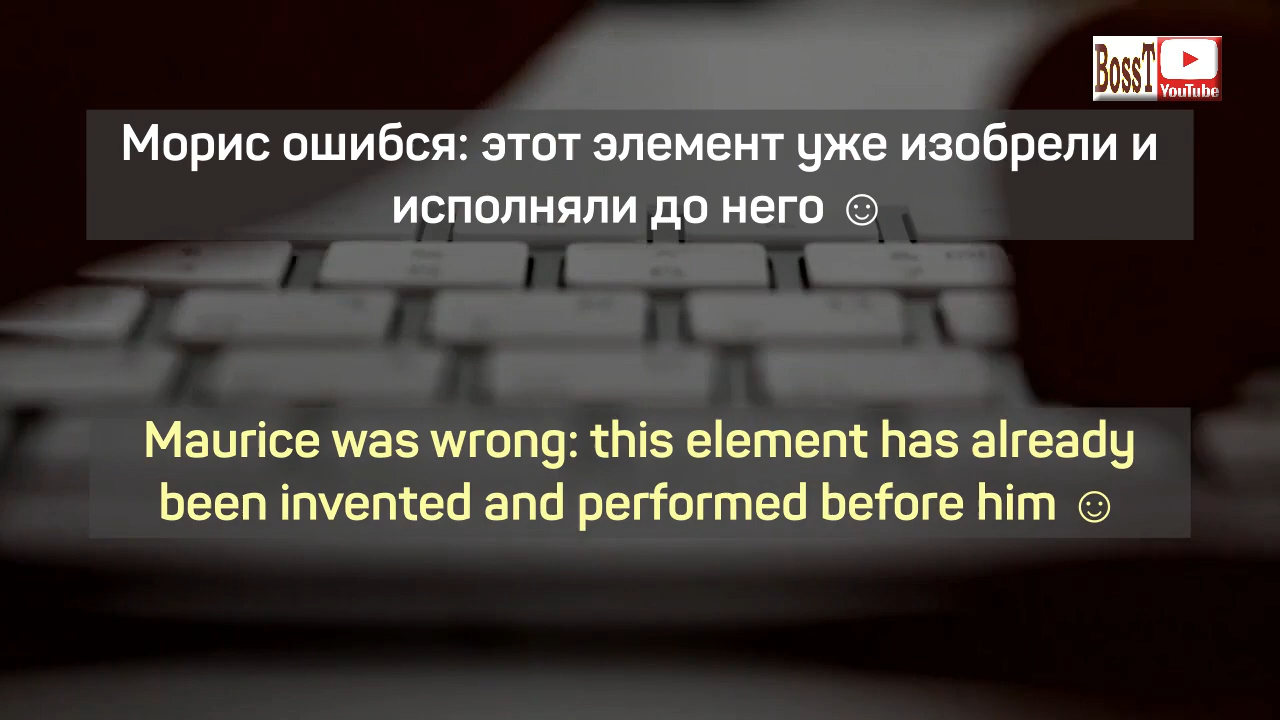 BossT
YouTube
Морис ошибся: этот элемент уже изобрели и
исполняли до него ☺
Maurice was wrong: this element has already
been invented and performed before him ☺